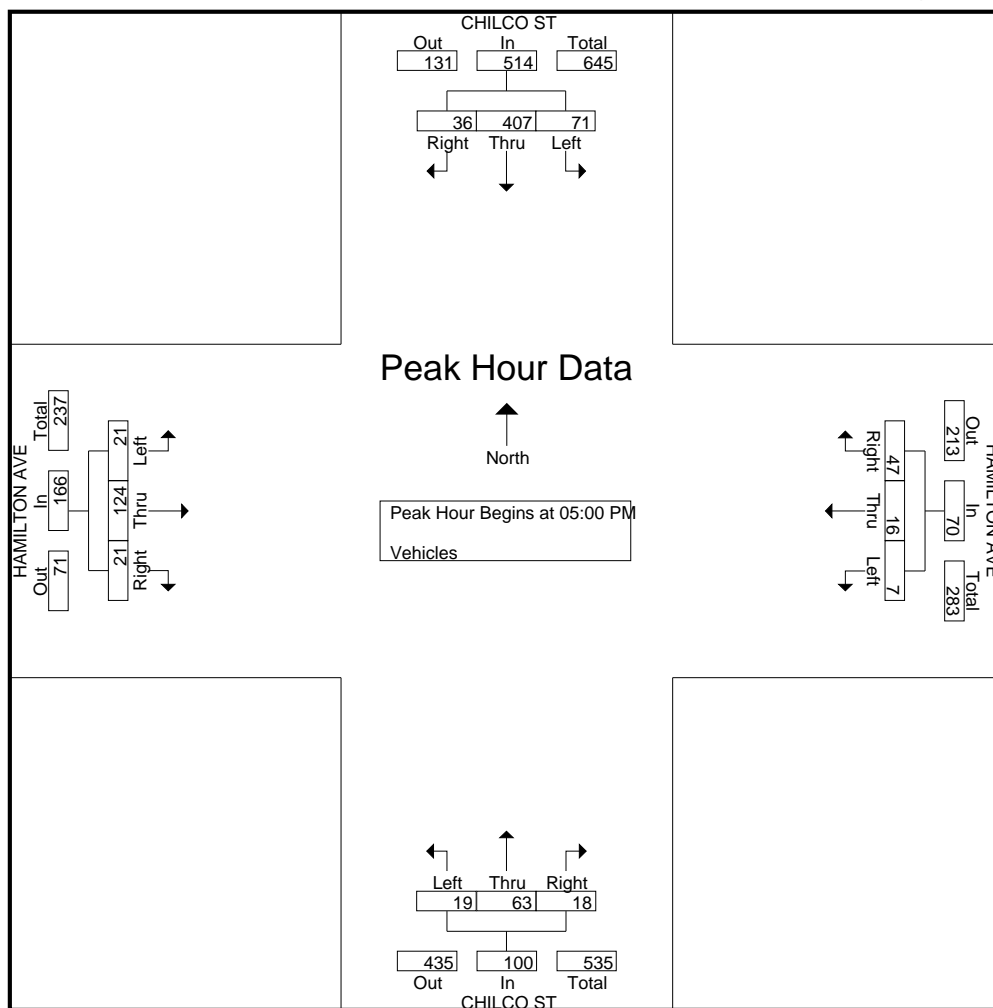 CHILCO ST
Out In Total
131 514 645
36 407 71
Right Thru Left
Peak Hour Data
North
Peak Hour Begins at 05:00 PM
Vehicles
HAMILTON AVE
Total In Out
237 166 71
21 124 21
Left Thru Right
HAMILTON AVE
Out In Total
213 70 283
47 16 7
Right Thru Left
Left Thru Right
19 63 18
435 100 535
Out In Total
CHILCO ST